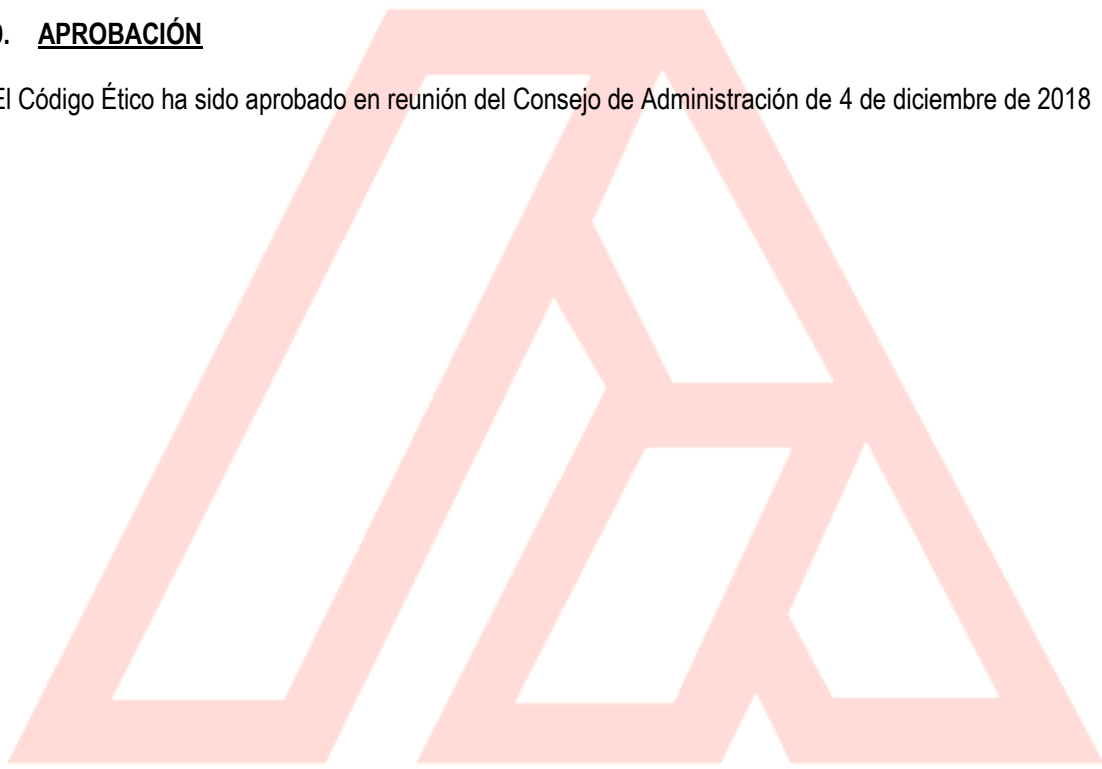 . APROBACIÓN
El Código Ético ha sido aprobado en reunión del Consejo de Administración de 4 de diciembre de 2018